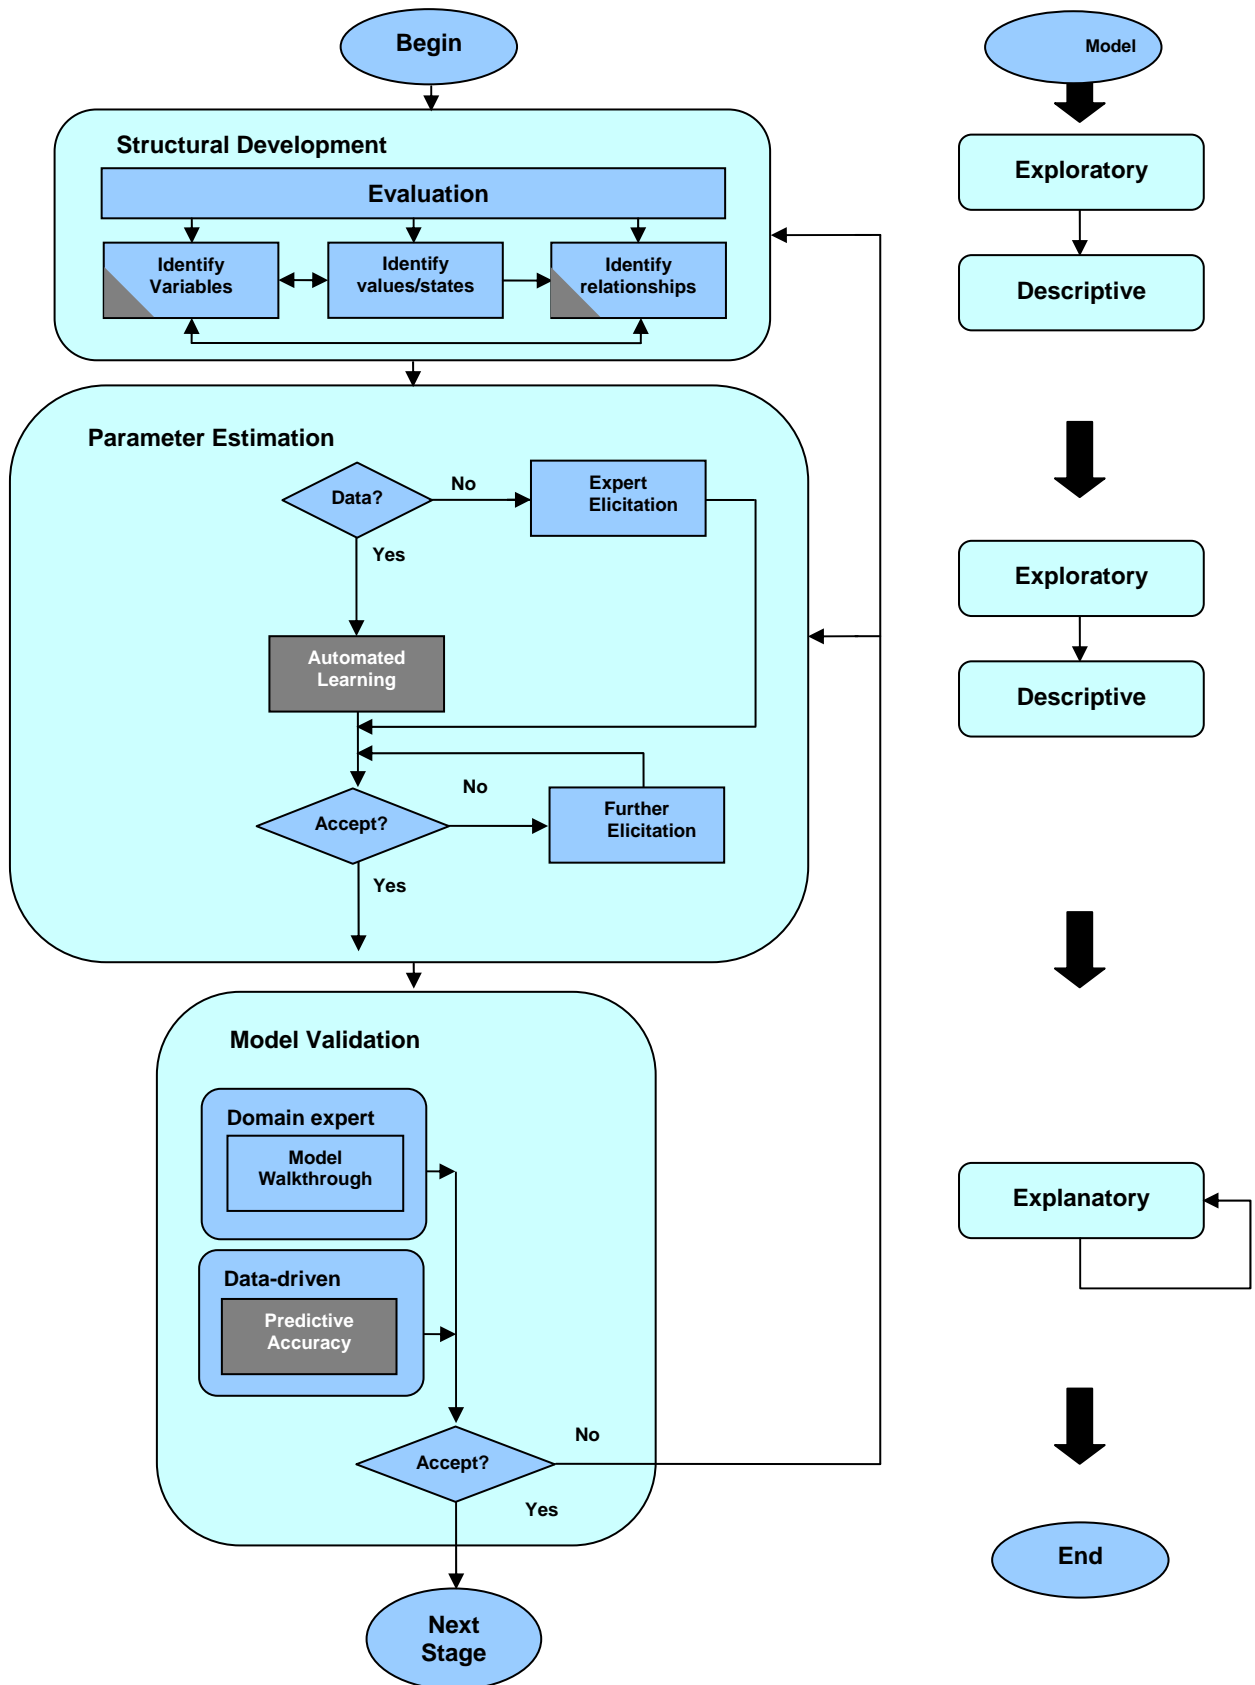 Begin
Structural Development
Evaluation
Identify
Variables
Identify
values/states
Identify
relationships
Parameter Estimation
Data?
No
Expert
Elicitation
Yes
Automated
Learning
Accept?
No
Further
Elicitation
Yes
Model Validation
Domain expert
Model
Walkthrough
Data-driven
Predictive
Accuracy
Accept?
No
Yes
Next
Stage
Model
Exploratory
Descriptive
Exploratory
Descriptive
Explanatory
End